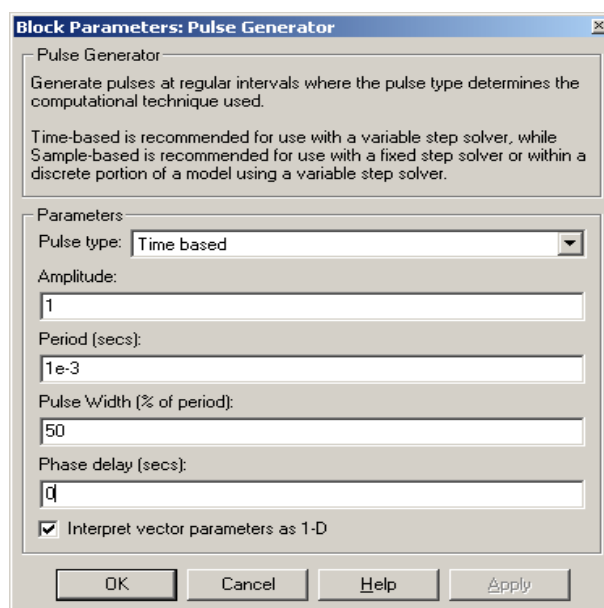 Block Parameters: Pulse Generator
Pulse Generator
Generate pulses at regular intervals where the pulse type determines the
computational technique used.
Time-based is recommended for use with a variable step solver, while
Sample-based is recommended for use with a fixed step solver or within a
discrete portion of a model using a variable step solver.
Parameters
Pulse type: Time based
Amplitude:
1
Period (secs):
1e-3
Pulse Width (% of period):
50
Phase delay (secs):
0
Interpret vector parameters as 1-D
OK Cancel Help Apply